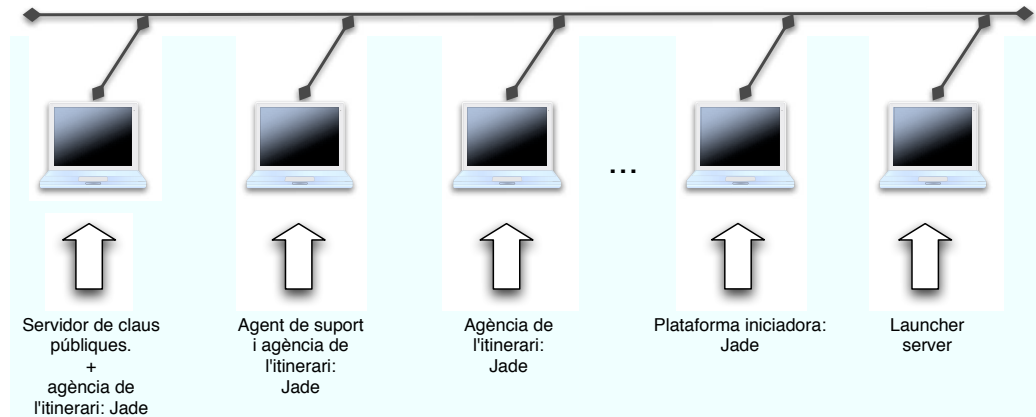 ...
Servidor de claus
públiques.
+
agència de
l'itinerari: Jade
Agent de suport
i agència de
l'itinerari:
Jade
Agència de
l'itinerari:
Jade
Plataforma iniciadora:
Jade
Launcher
server